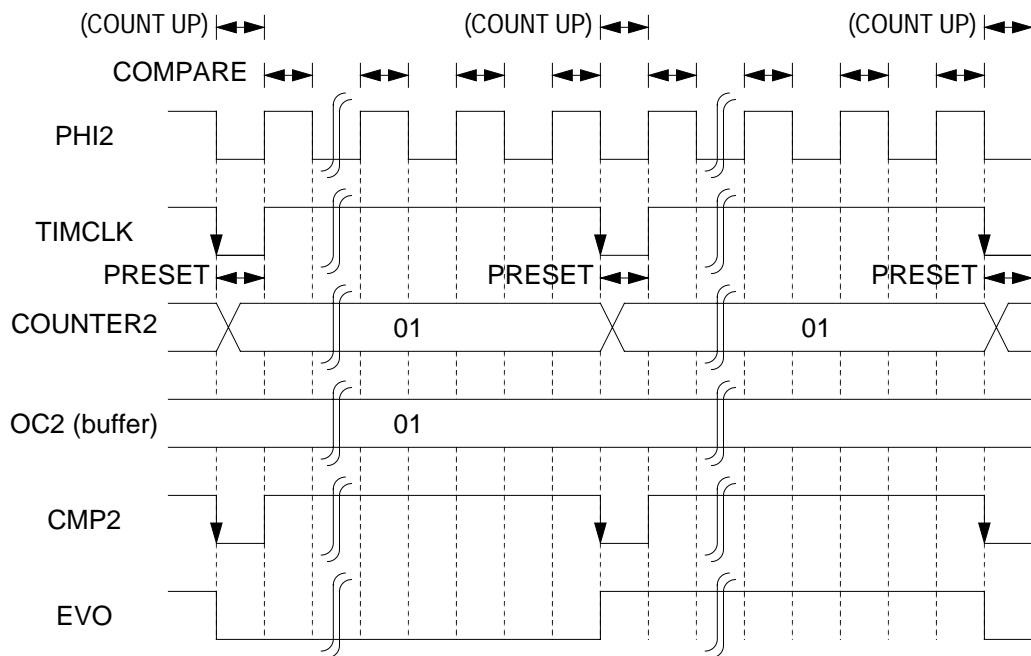 (COUNT UP) (COUNT UP) (COUNT UP)
COMPARE
PHI2
TIMCLK
PRESET PRESET PRESET
COUNTER2 01 01
OC2 (buffer) 01
CMP2
EVO